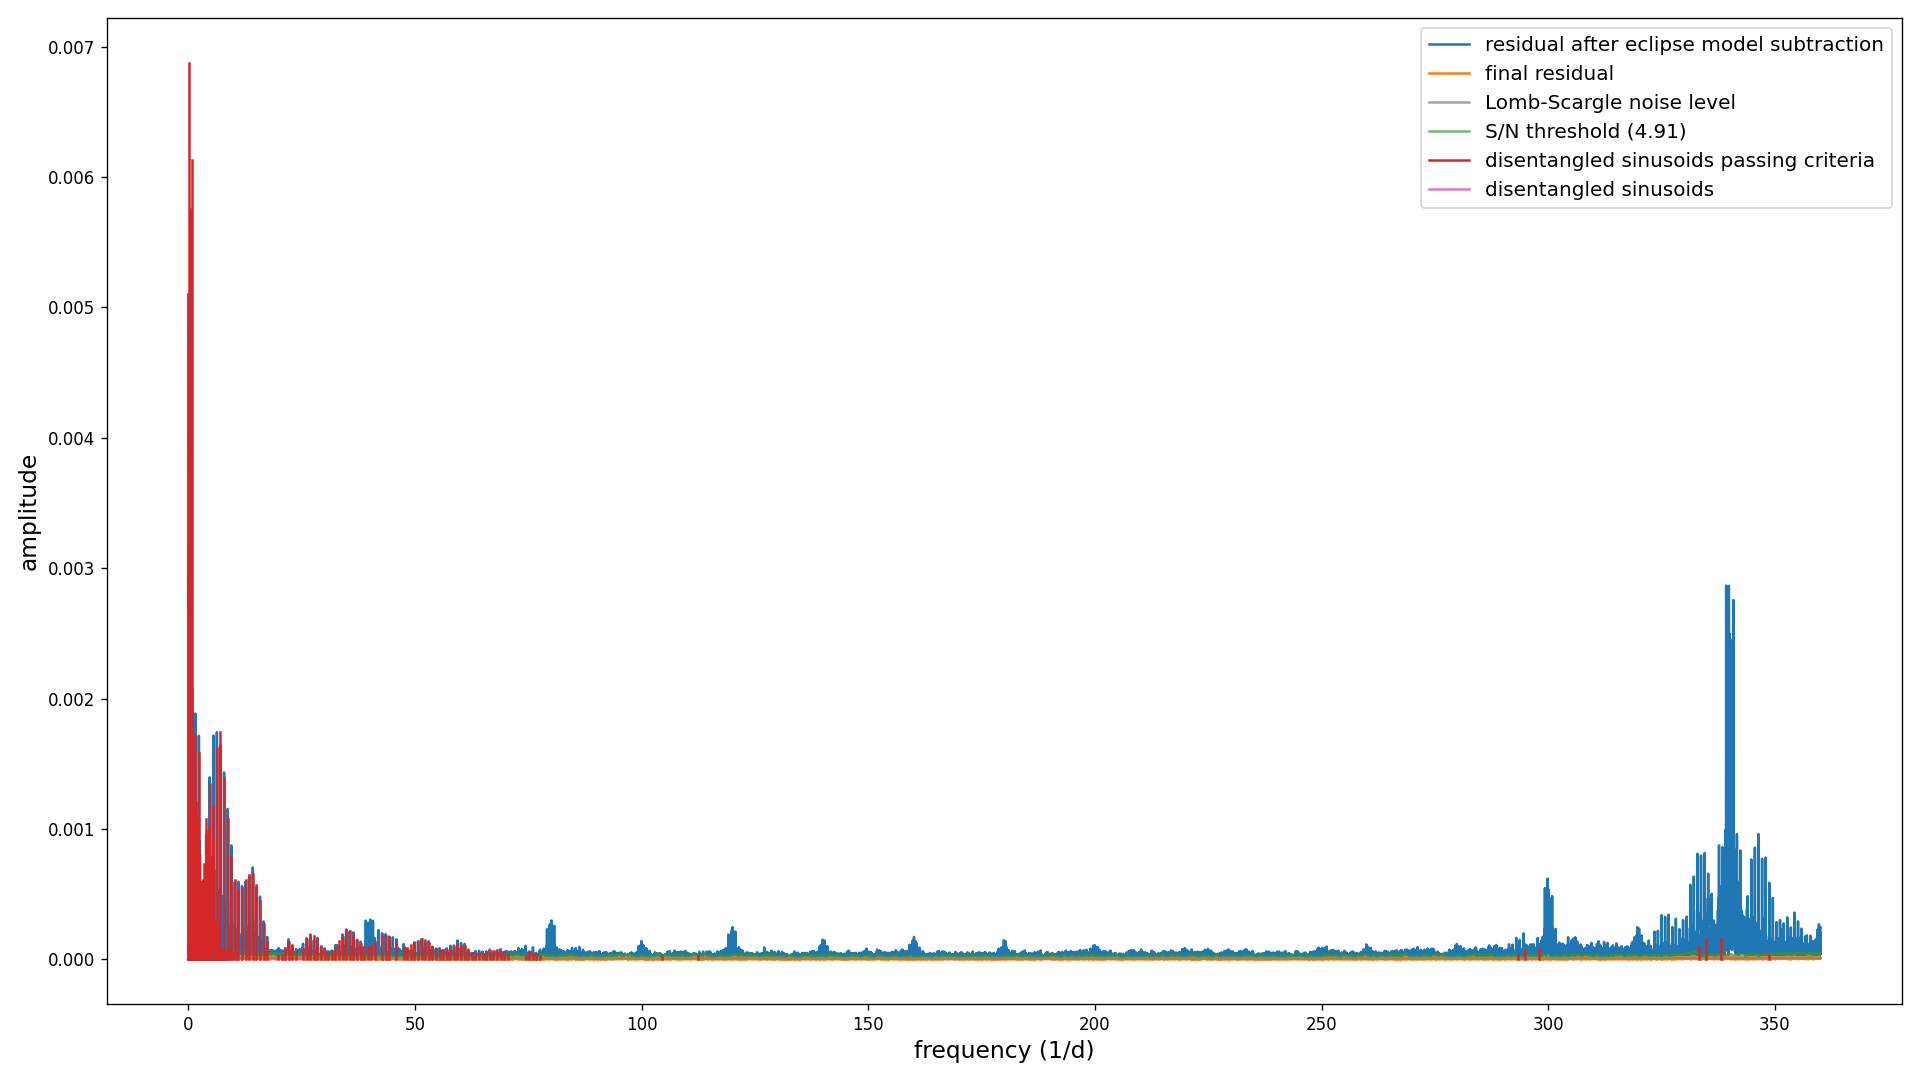 residual after eclipse model subtraction
final residual
Lomb-Scargle noise level
S/N threshold (4.91)
disentangled sinusoids passing criteria
disentangled sinusoids
0.007
0.006
0.005
0.004
0.003
0.002
0.001
0.000
amplitude
0 50 100 150 200 250 300 350
frequency (1/d)